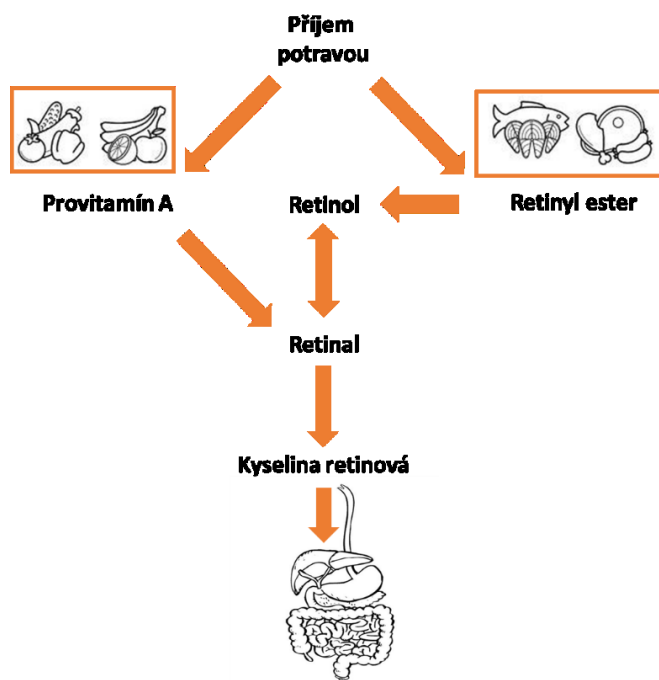 Příjem
potravou
Provitamín A
Retinol
Retinyl ester
Retinal
Kyselina retinová